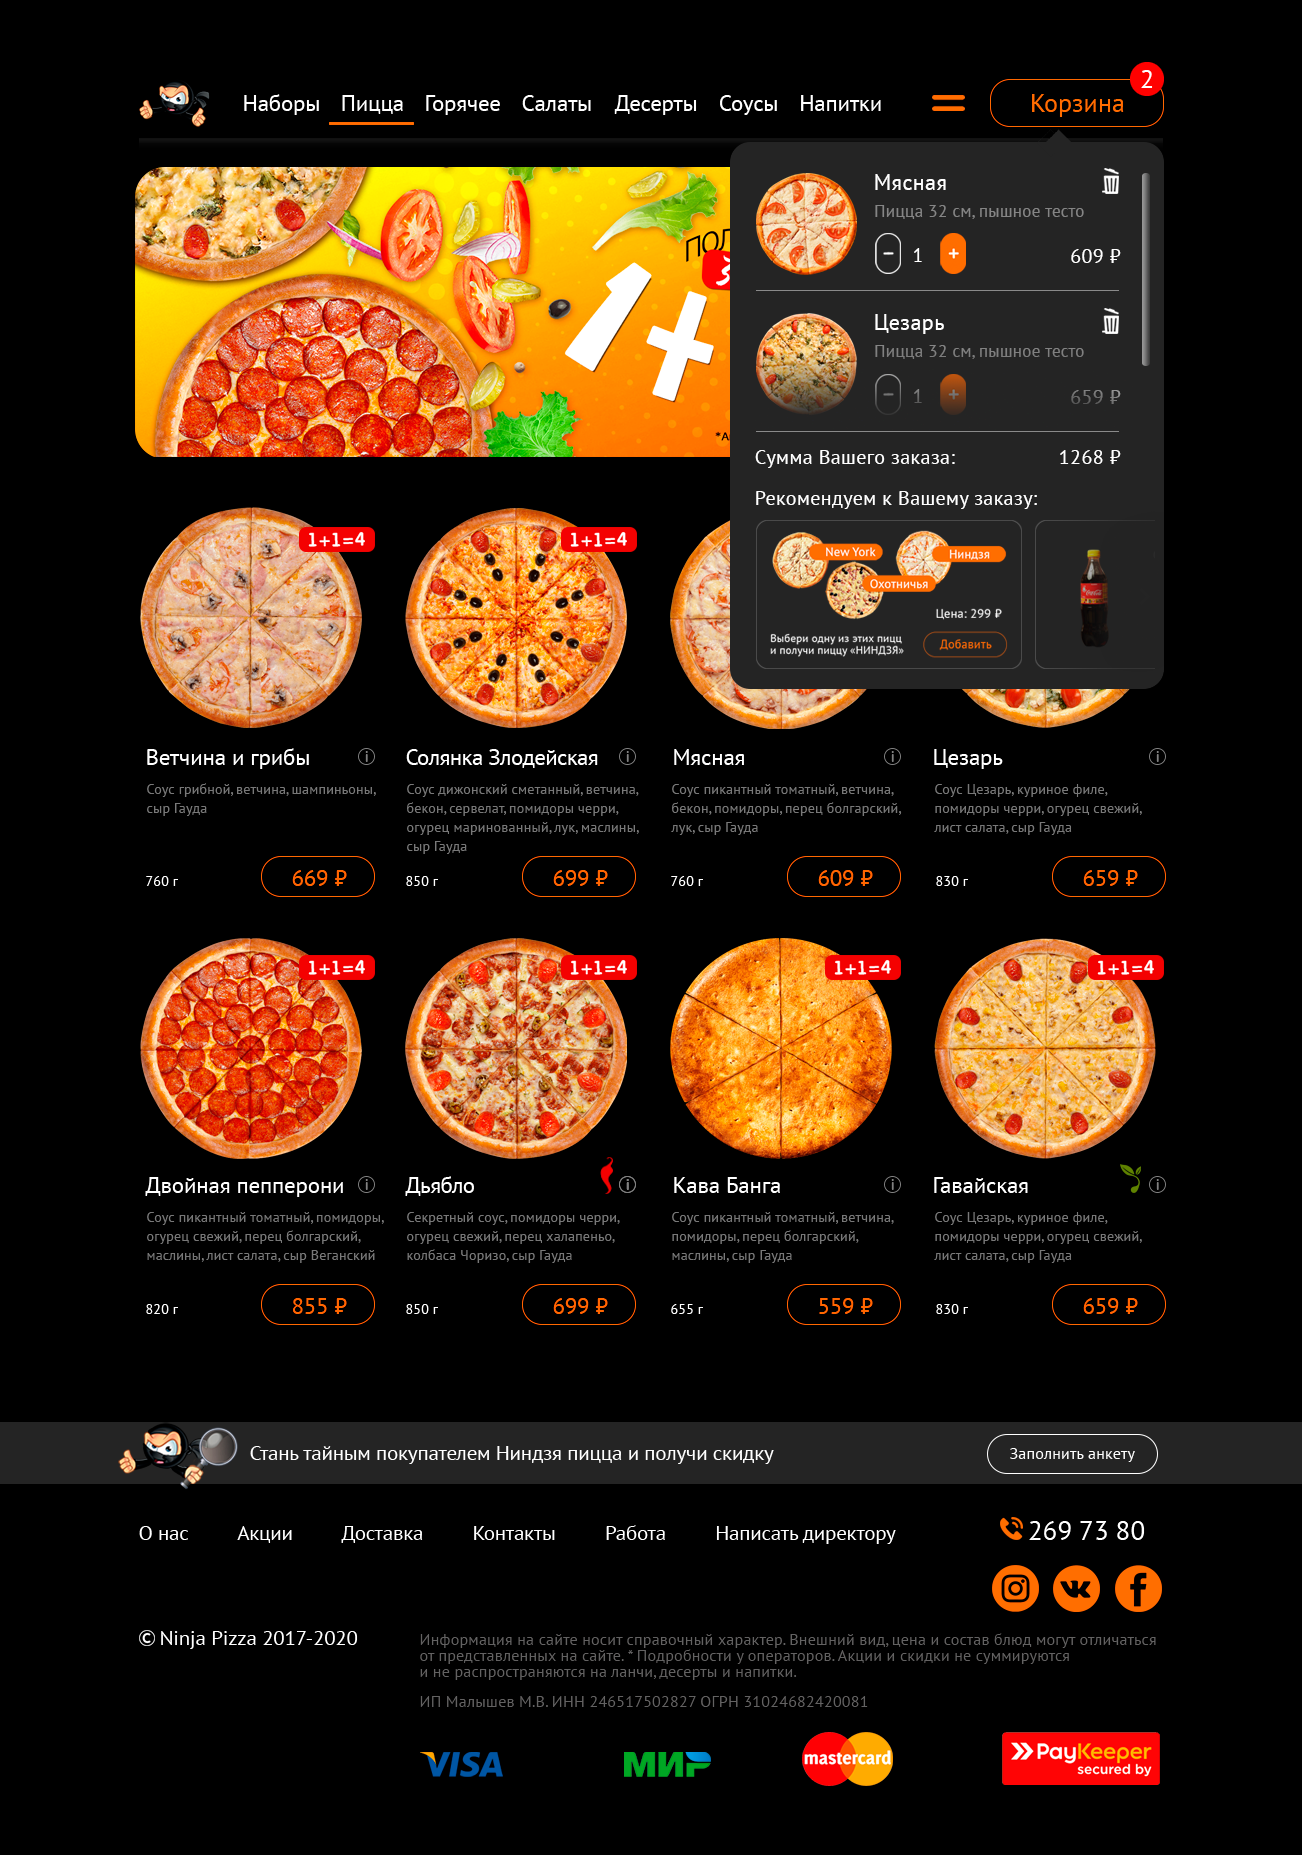 Наборы Пицца Горячее Салаты Десерты Соусы Напитки Корзина 2
1+
Мясная
Пицца 32 см, пышное тесто
− 1 + 609 ₽
Цезарь
Пицца 32 см, пышное тесто
− 1 + 659 ₽
Сумма Вашего заказа: 1268 ₽
Рекомендуем к Вашему заказу:
New York
Ниндзя
Охотничья
Цена: 299 ₽
Выбери одну из этих пицц
и получи пиццу «НИНДЗЯ»
Добавить
1+1=4
1+1=4
Ветчина и грибы
Соус грибной, ветчина, шампиньоны,
сыр Гауда
760 г 669 ₽
Солянка Злодейская
Соус дижонский сметанный, ветчина,
бекон, сервелат, помидоры черри,
огурец маринованный, лук, маслины,
сыр Гауда
850 г 699 ₽
Мясная
Соус пикантный томатный, ветчина,
бекон, помидоры, перец болгарский,
лук, сыр Гауда
760 г 609 ₽
Цезарь
Соус Цезарь, куриное филе,
помидоры черри, огурец свежий,
лист салата, сыр Гауда
830 г 659 ₽
1+1=4
1+1=4
1+1=4
1+1=4
Двойная пепперони
Соус пикантный томатный, помидоры,
огурец свежий, перец болгарский,
маслины, лист салата, сыр Веганский
820 г 855 ₽
Дьябло
Секретный соус, помидоры черри,
огурец свежий, перец халапеньо,
колбаса Чоризо, сыр Гауда
850 г 699 ₽
Кава Банга
Соус пикантный томатный, ветчина,
помидоры, перец болгарский,
маслины, сыр Гауда
655 г 559 ₽
Гавайская
Соус Цезарь, куриное филе,
помидоры черри, огурец свежий,
лист салата, сыр Гауда
830 г 659 ₽
Стань тайным покупателем Ниндзя пицца и получи скидку
Заполнить анкету
О нас Акции Доставка Контакты Работа Написать директору
269 73 80
© Ninja Pizza 2017-2020
Информация на сайте носит справочный характер. Внешний вид, цена и состав блюд могут отличаться
от представленных на сайте. * Подробности у операторов. Акции и скидки не суммируются
и не распространяются на ланчи, десерты и напитки.
ИП Малышев М.В. ИНН 246517502827 ОГРН 31024682420081
VISA
МИР
mastercard
PayKeeper
secured by